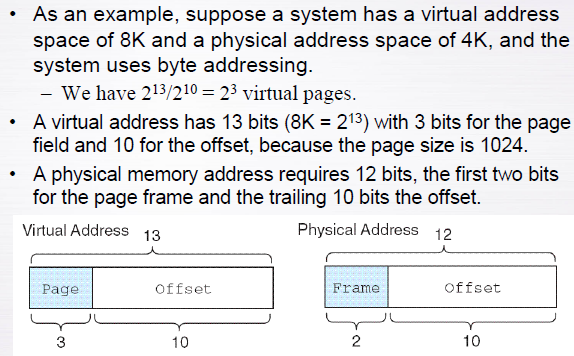 • As an example, suppose a system has a virtual address
space of 8K and a physical address space of 4K, and the
system uses byte addressing.
– We have 2¹³/2¹⁰ = 2³ virtual pages.
• A virtual address has 13 bits (8K = 2¹³) with 3 bits for the page
field and 10 for the offset, because the page size is 1024.
• A physical memory address requires 12 bits, the first two bits
for the page frame and the trailing 10 bits the offset.
Virtual Address 13
Physical Address 12
Page Offset
Frame Offset
3 10
2 10